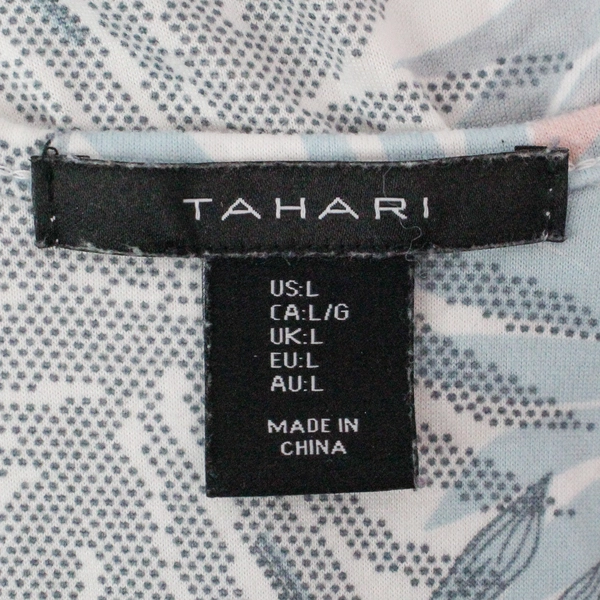 TAHARI
US:L
CA:L/G
UK:L
EU:L
AU:L
MADE IN
CHINA